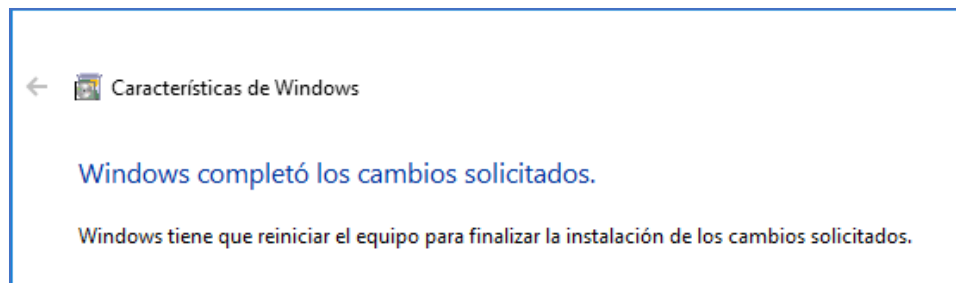 Características de Windows
Windows completó los cambios solicitados.
Windows tiene que reiniciar el equipo para finalizar la instalación de los cambios solicitados.